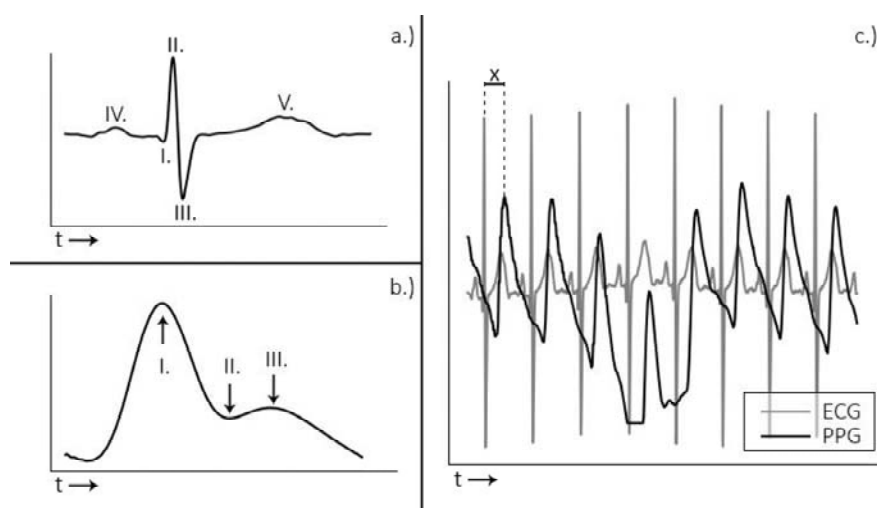 a.)
II.
IV.
V.
I.
III.
t
b.)
I.
II.
III.
t
c.)
x
ECG
PPG
t